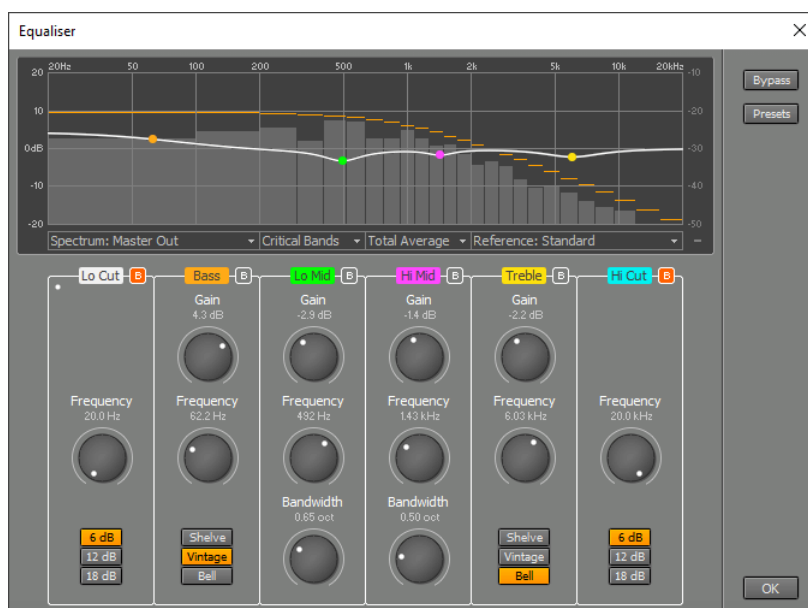 Equaliser
20Hz 50 100 200 500 1k 2k 5k 10k 20kHz
20 -10
Bypass
10 -20
Presets
0dB -30
-10 -40
-20 -50
Spectrum: Master Out Critical Bands Total Average Reference: Standard
Lo Cut B Bass B Lo Mid B Hi Mid B Treble B Hi Cut B
Gain Gain Gain Gain
4.3 dB -2.9 dB -1.4 dB -2.2 dB
Frequency Frequency Frequency Frequency Frequency Frequency
20.0 Hz 62.2 Hz 492 Hz 1.43 kHz 6.03 kHz 20.0 kHz
Bandwidth Bandwidth
0.65 oct 0.50 oct
6 dB Shelve Shelve 6 dB
12 dB Vintage Vintage 12 dB
18 dB Bell Bell 18 dB
OK